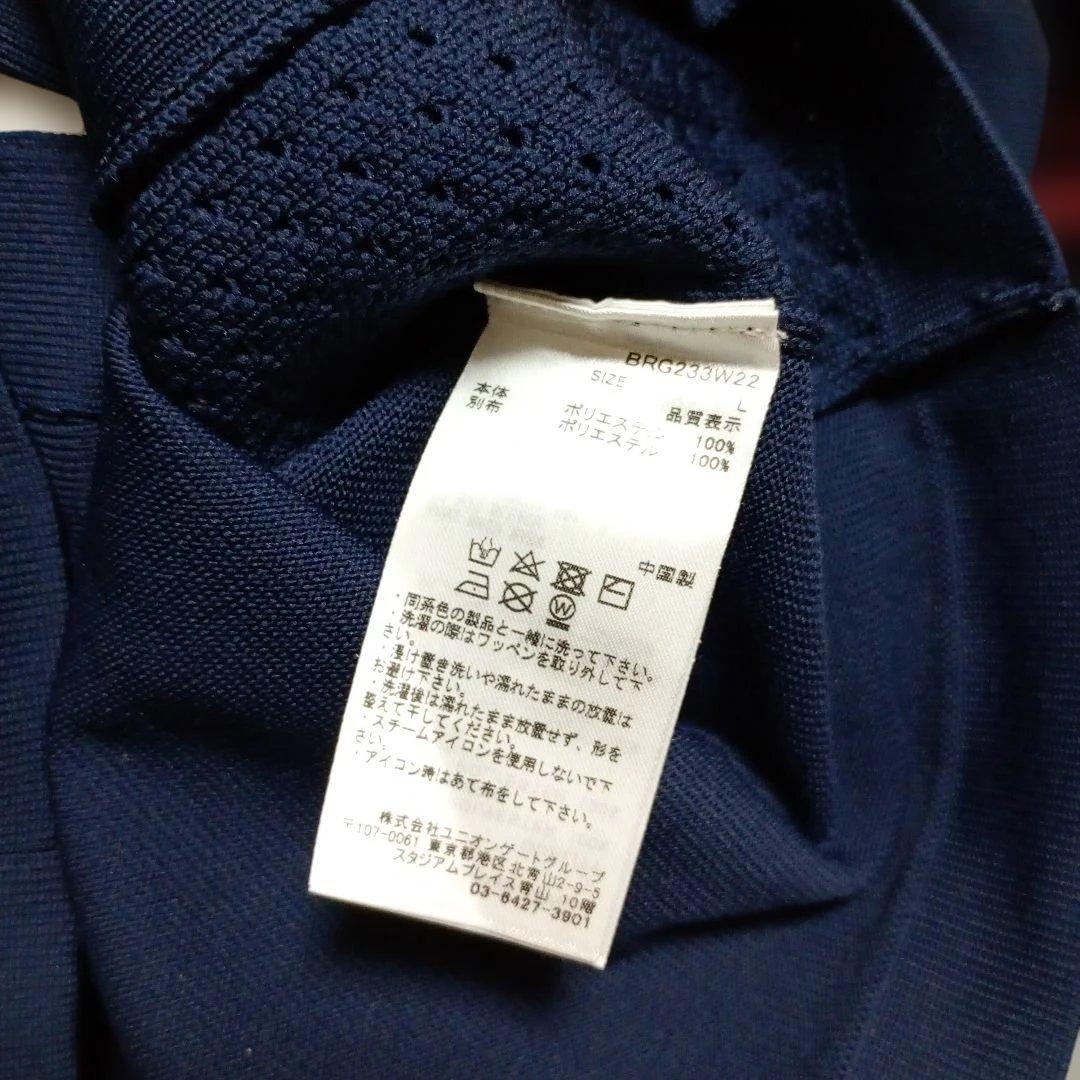 BRG233W22
SIZE L
品質表示
本体 ポリエステル 100%
別布 ポリエステル 100%
中国製
W
・同系色の製品と一緒に洗って下さい。
・洗濯の際はワッペンを取り外して下
さい。
・浸け置き洗いや濡れたままの放置は
お避け下さい。
・洗濯後は濡れたまま放置せず、形を
整えて干してください。
・スチームアイロンを使用しないで下
さい。
・アイロン時はあて布をして下さい。
株式会社ユニオンゲートグループ
〒107-0061 東京都港区北青山2-9-5
スタジアムプレイス青山 10階
03-6427-3901